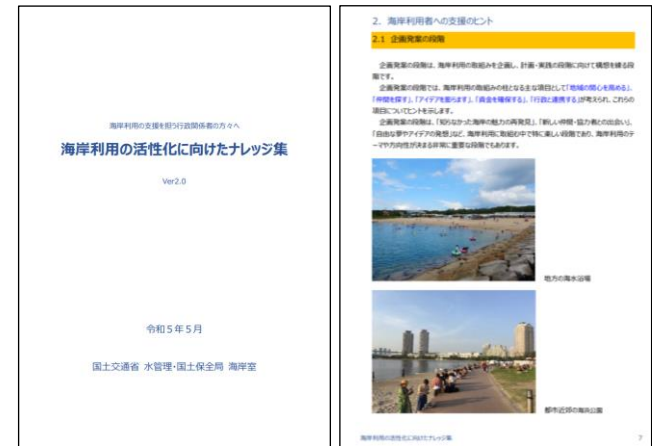 海岸利用の支援を担う行政関係者の方々へ
海岸利用の活性化に向けたナレッジ集
Ver2.0
令和５年５月
国土交通省 水管理・国土保全局 海岸室
2．海岸利用者への支援のヒント
2.1 企画発案の段階
企画発案の段階は、海岸利用の取組みを企画し、計画・実践の段階に向けて構想を練る段
階です。
企画発案の段階では、海岸利用の取組みの柱となる主な項目として「地域の関心を高める」、
「仲間を探す」、「アイデアを膨らます」、「資金を確保する」、「行政と連携する」が考えられ、これらの
項目についてヒントを示します。
企画発案の段階は、「知らなかった海岸の魅力の再発見」、「新しい仲間・協力者との出会い」、
「自由な夢やアイデアの発想」など、海岸利用に取組む中で特に楽しい段階であり、海岸利用のテ
ーマや方向性が決まる非常に重要な段階でもあります。
地方の海水浴場
都市近郊の海浜公園
海岸利用の活性化に向けたナレッジ集
7